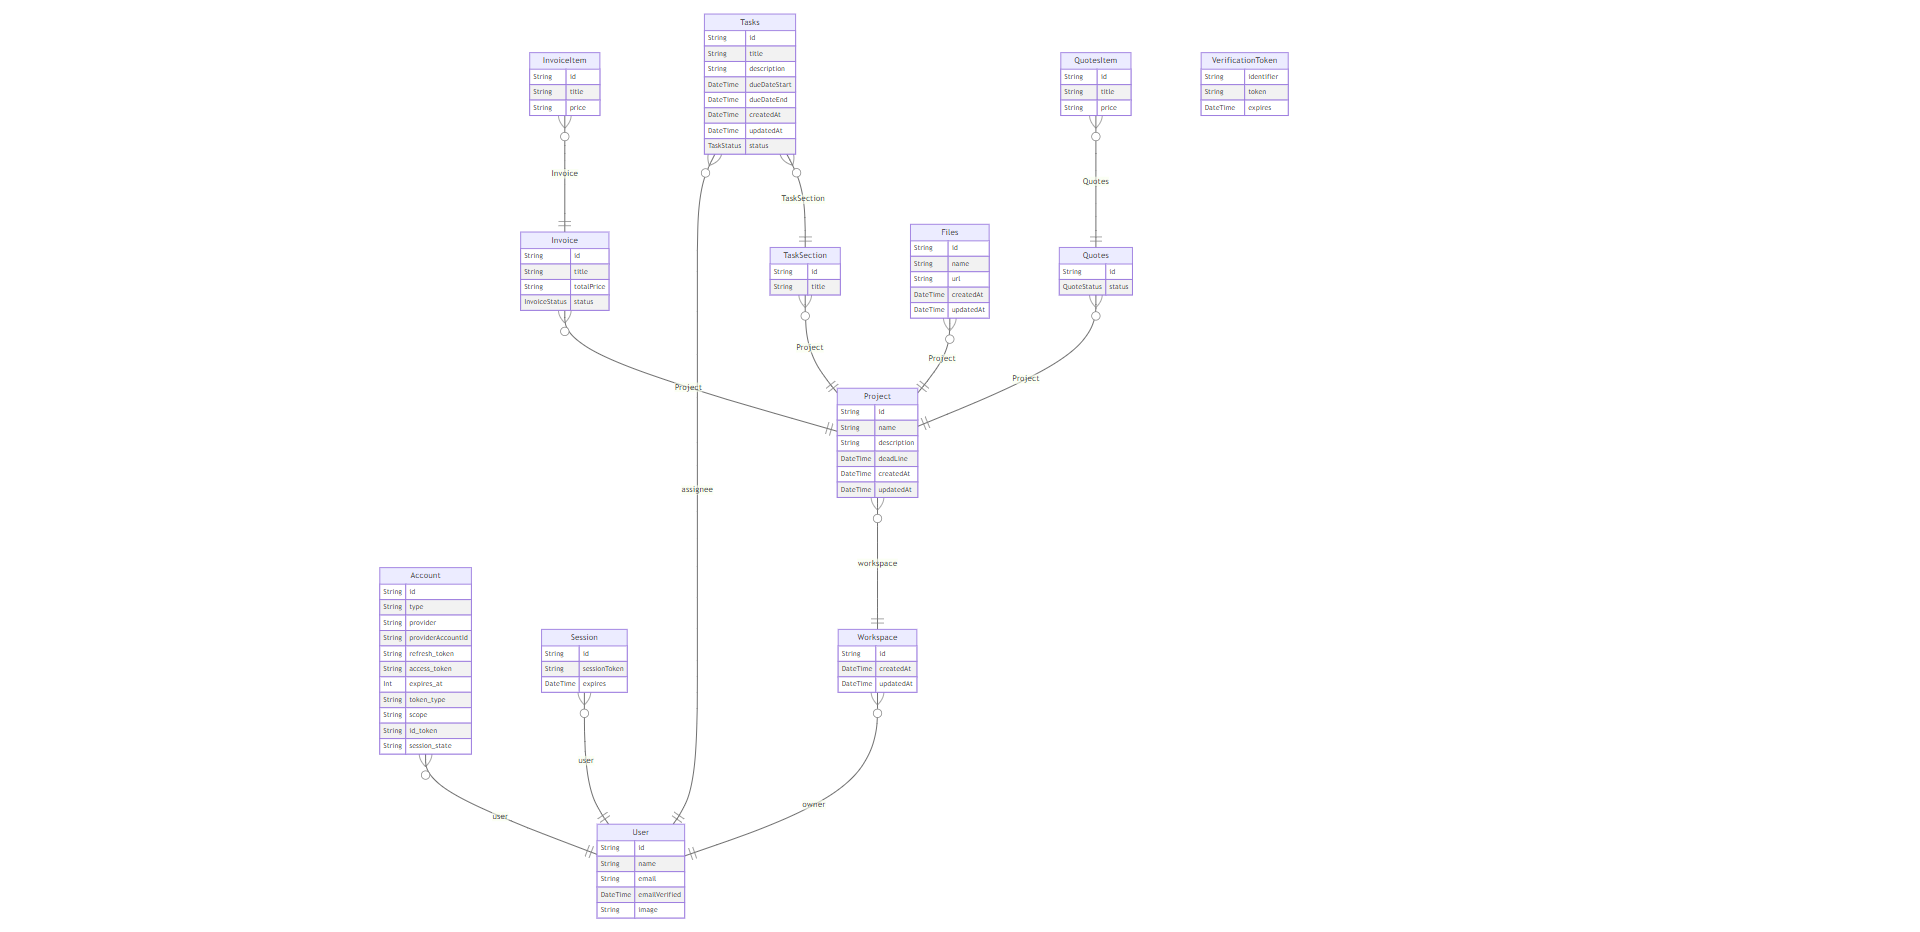 Tasks
String id
String title
String description
DateTime dueDateStart
DateTime dueDateEnd
DateTime createdAt
DateTime updatedAt
TaskStatus status
InvoiceItem
String id
String title
String price
QuotesItem
String id
String title
String price
VerificationToken
String identifier
String token
DateTime expires
Invoice
Quotes
TaskSection
Invoice
String id
String title
String totalPrice
InvoiceStatus status
TaskSection
String id
String title
Files
String id
String name
String url
DateTime createdAt
DateTime updatedAt
Quotes
String id
QuoteStatus status
Project
Project
Project
Project
Project
String id
String name
String description
DateTime deadLine
DateTime createdAt
DateTime updatedAt
assignee
workspace
Account
String id
String type
String provider
String providerAccountId
String refresh_token
String access_token
Int expires_at
String token_type
String scope
String id_token
String session_state
Session
String id
String sessionToken
DateTime expires
Workspace
String id
DateTime createdAt
DateTime updatedAt
user
user
owner
User
String id
String name
String email
DateTime emailVerified
String image